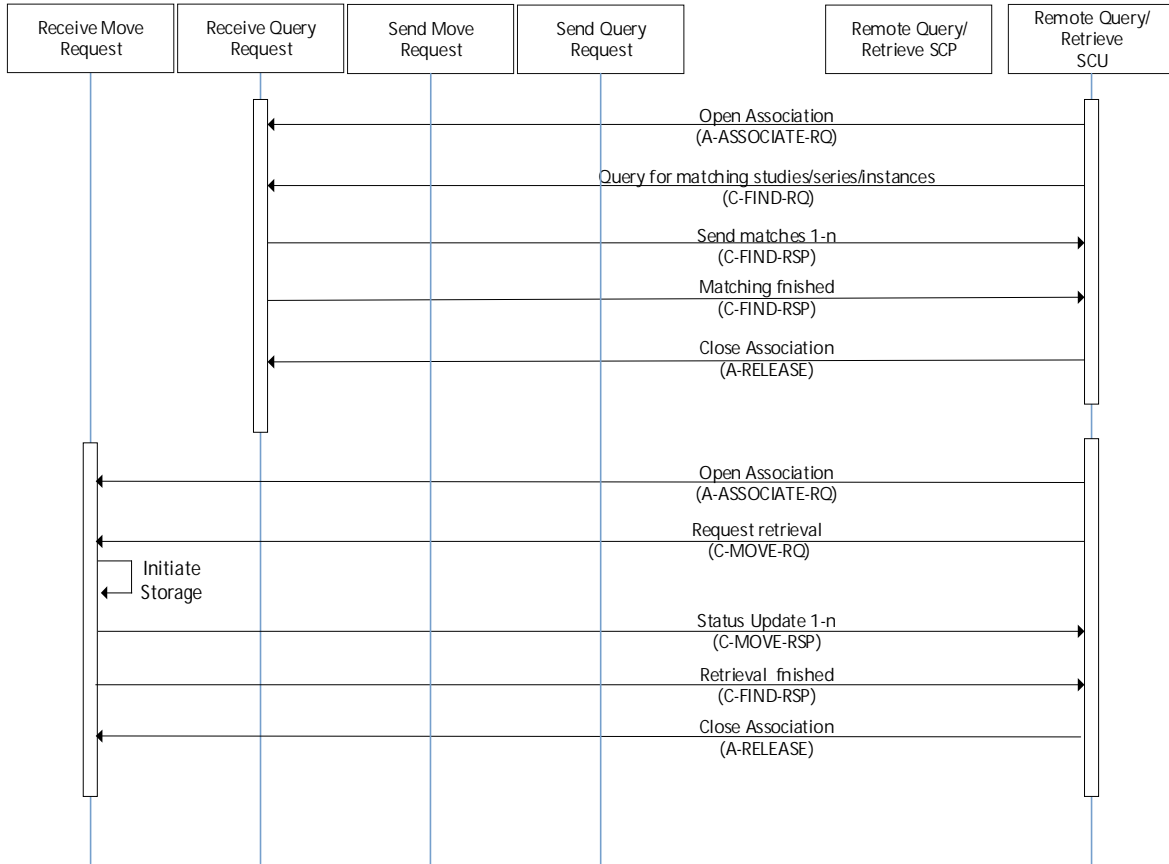 Receive Move
Request
Receive Query
Request
Send Move
Request
Send Query
Request
Remote Query/
Retrieve SCP
Remote Query/
Retrieve
SCU
Open Association
(A-ASSOCIATE-RQ)
Query for matching studies/series/instances
(C-FIND-RQ)
Send matches 1-n
(C-FIND-RSP)
Matching fnished
(C-FIND-RSP)
Close Association
(A-RELEASE)
Open Association
(A-ASSOCIATE-RQ)
Request retrieval
(C-MOVE-RQ)
Initiate
Storage
Status Update 1-n
(C-MOVE-RSP)
Retrieval fnished
(C-FIND-RSP)
Close Association
(A-RELEASE)